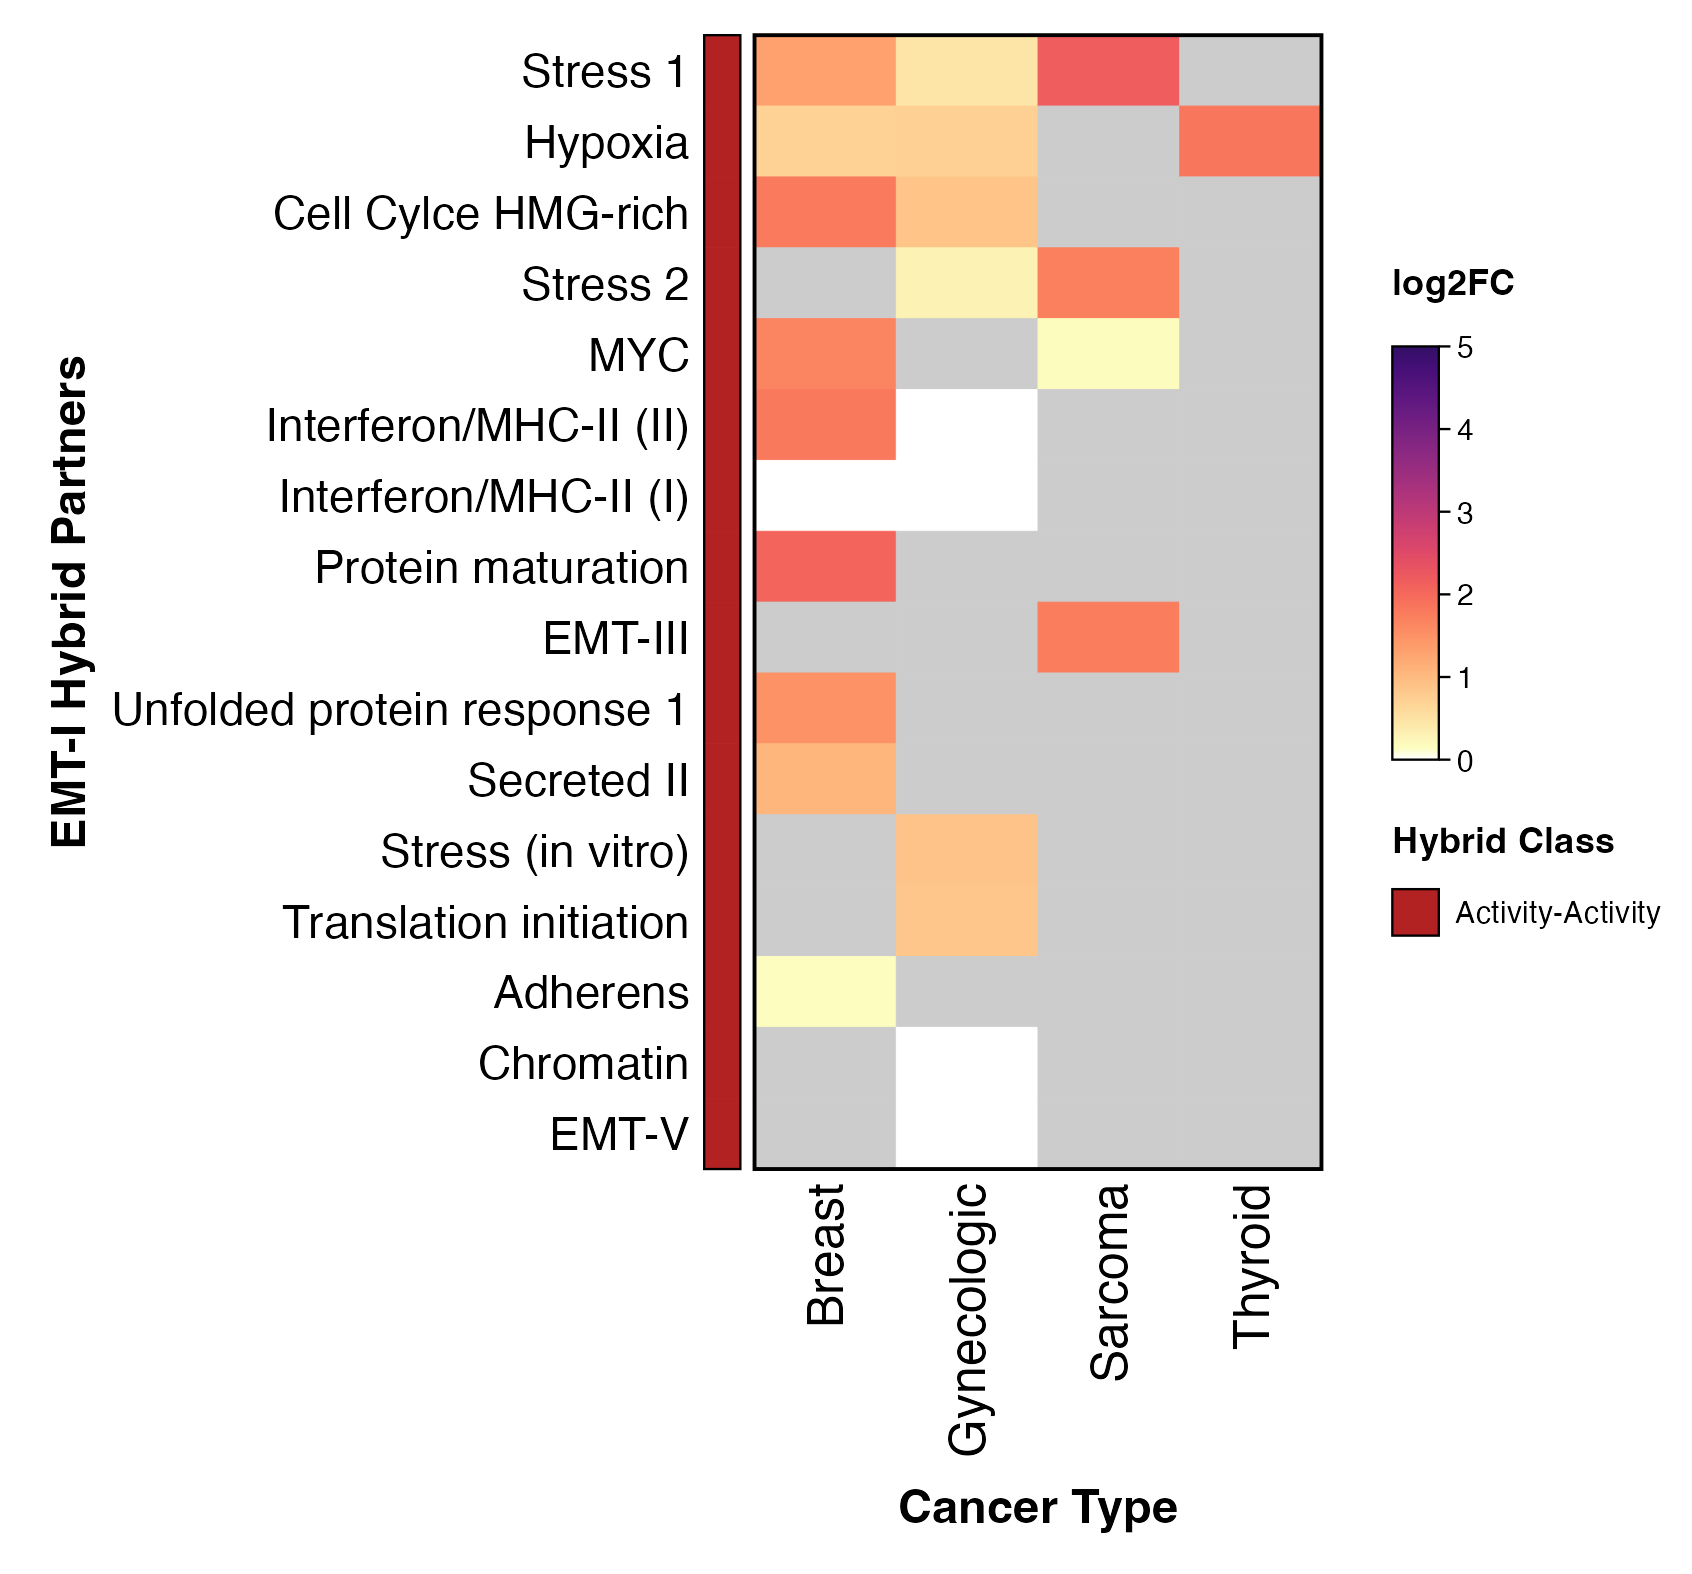 Stress 1
Hypoxia
Cell Cylce HMG-rich
Stress 2
MYC
Interferon/MHC-II (II)
Interferon/MHC-II (I)
Protein maturation
EMT-III
Unfolded protein response 1
Secreted II
Stress (in vitro)
Translation initiation
Adherens
Chromatin
EMT-V
EMT-I Hybrid Partners
Breast
Gynecologic
Sarcoma
Thyroid
Cancer Type
log2FC
5
4
3
2
1
0
Hybrid Class
Activity-Activity